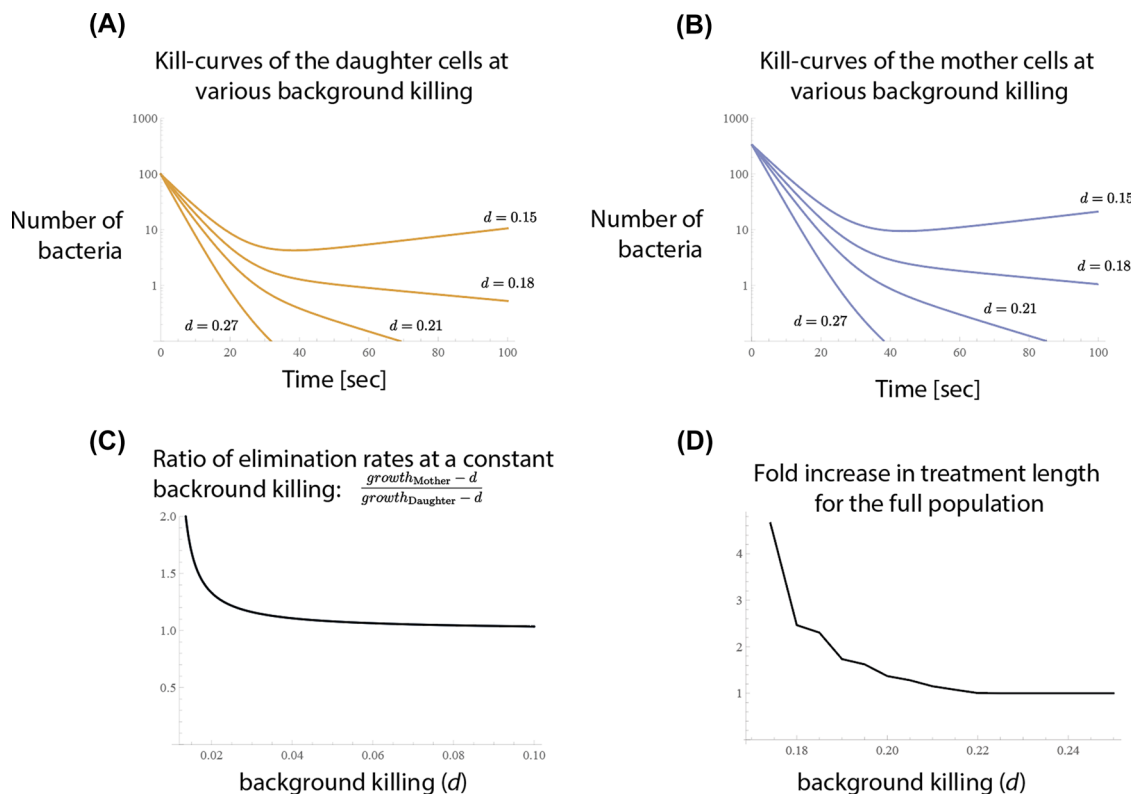 (A)
Kill-curves of the daughter cells at
various background killing
1000
100
10
1
Number of
bacteria
d = 0.15
d = 0.18
d = 0.21
d = 0.27
0 20 40 60 80 100
Time [sec]
(B)
Kill-curves of the mother cells at
various background killing
1000
100
10
1
Number of
bacteria
d = 0.15
d = 0.18
d = 0.21
d = 0.27
0 20 40 60 80 100
Time [sec]
(C)
Ratio of elimination rates at a constant
backround killing: growthMother − d
growthDaughter − d
2.0
1.5
1.0
0.5
0.02 0.04 0.06 0.08 0.10
background killing (d)
(D)
Fold increase in treatment length
for the full population
4
3
2
1
0.18 0.20 0.22 0.24
background killing (d)